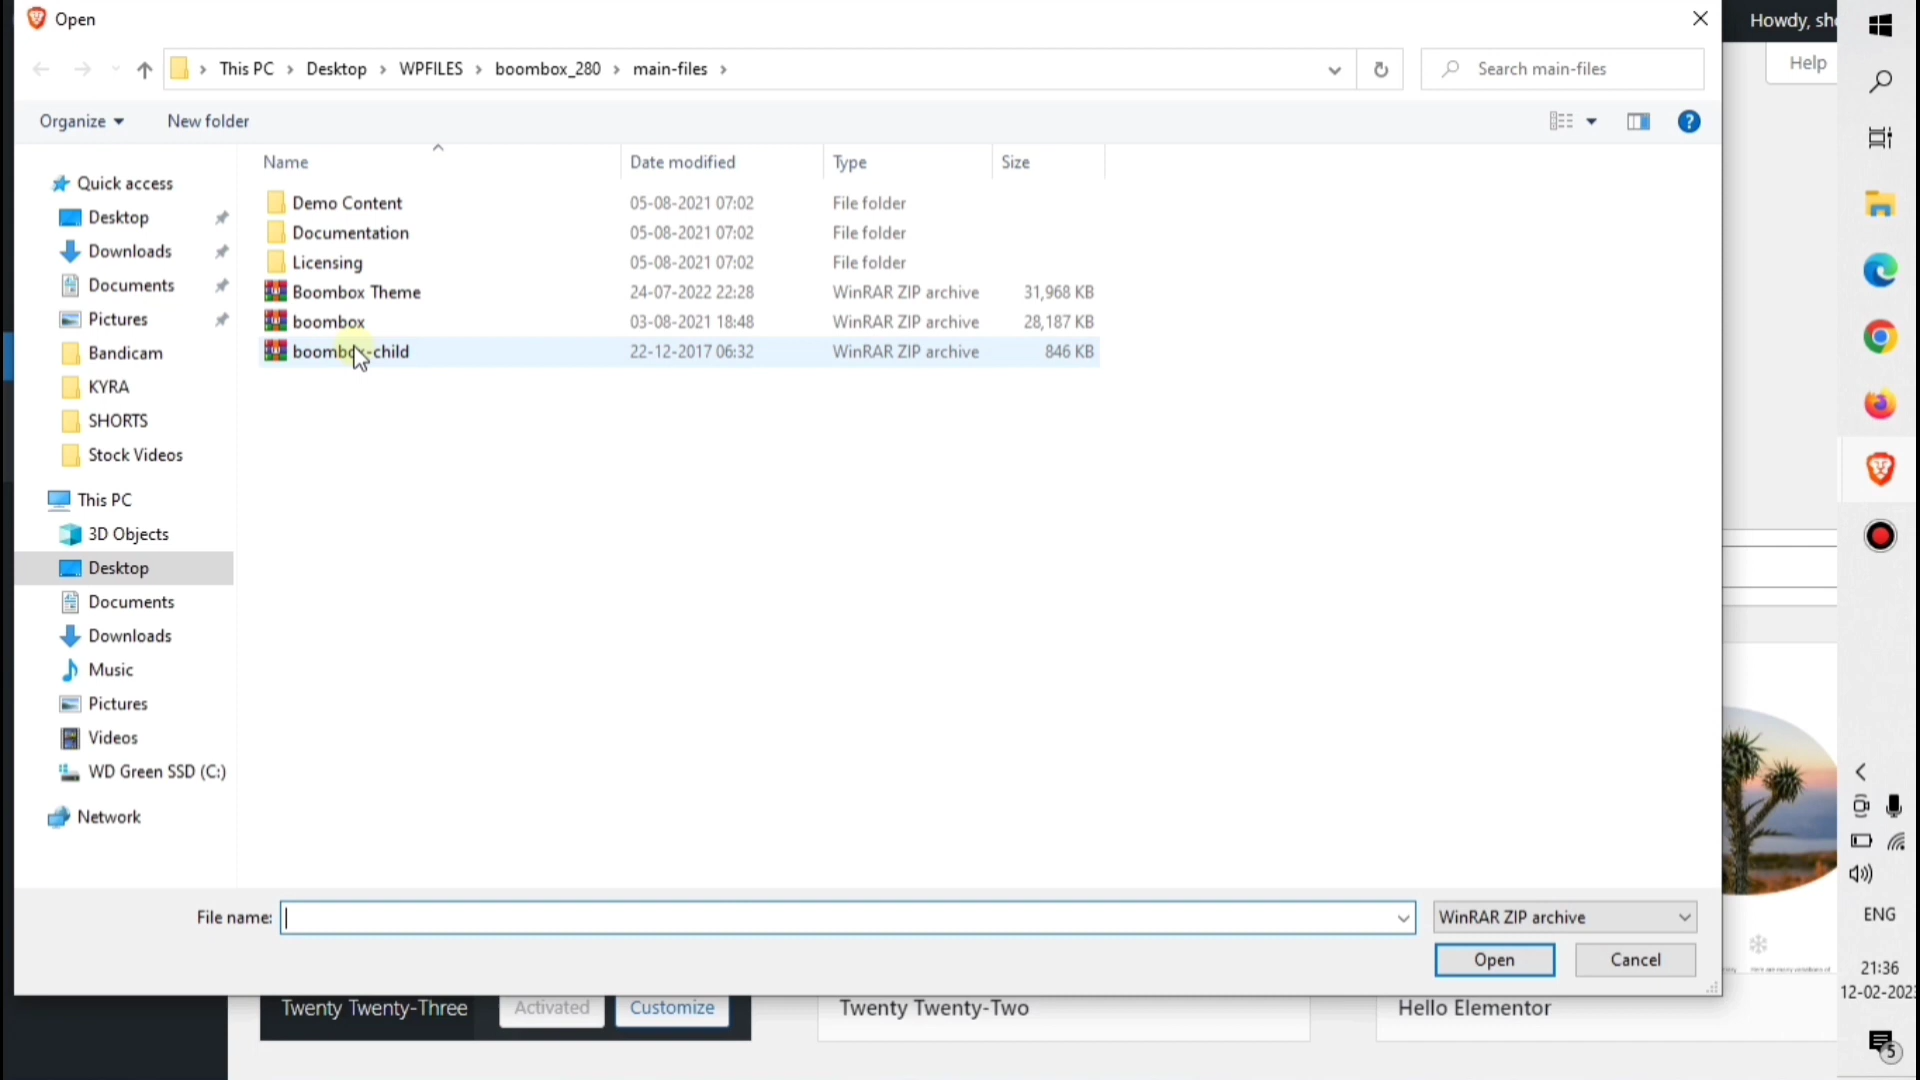 Open
Howdy, sh
This PC > Desktop > WPFILES > boombox_280 > main-files >
Search main-files
Help
Organize
New folder
Name
Date modified
Type
Size
Quick access
Desktop
Downloads
Documents
Pictures
Bandicam
KYRA
SHORTS
Stock Videos
This PC
3D Objects
Desktop
Documents
Downloads
Music
Pictures
Videos
WD Green SSD (C:)
Network
Demo Content 05-08-2021 07:02 File folder
Documentation 05-08-2021 07:02 File folder
Licensing 05-08-2021 07:02 File folder
Boombox Theme 24-07-2022 22:28 WinRAR ZIP archive 31,968 KB
boombox 03-08-2021 18:48 WinRAR ZIP archive 28,187 KB
boombox-child 22-12-2017 06:32 WinRAR ZIP archive 846 KB
File name:
WinRAR ZIP archive
Open
Cancel
Twenty Twenty-Three
Activated
Customize
Twenty Twenty-Two
Hello Elementor
ENG
21:36
12-02-202
5